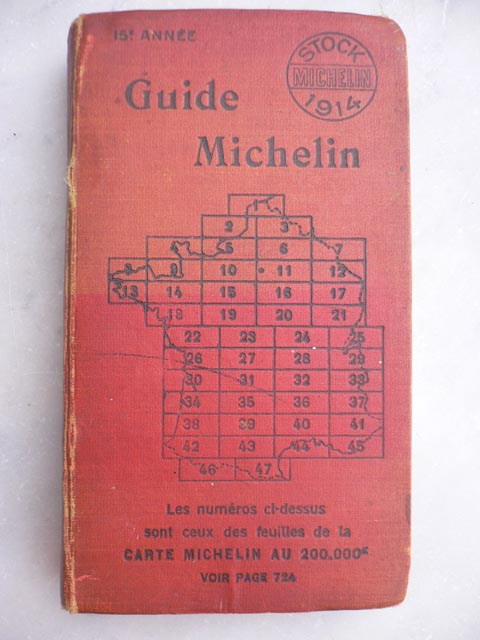 15e ANNÉE
STOCK
MICHELIN
1914
Guide
Michelin
1
2 3
4 5 6 7
8 9 10 11 12
13 14 15 16 17
18 19 20 21
22 23 24 25
26 27 28 29
30 31 32 33
34 35 36 37
38 39 40 41
42 43 44 45
46 47
Les numéros ci-dessus
sont ceux des feuilles de la
CARTE MICHELIN AU 200.000e
VOIR PAGE 724